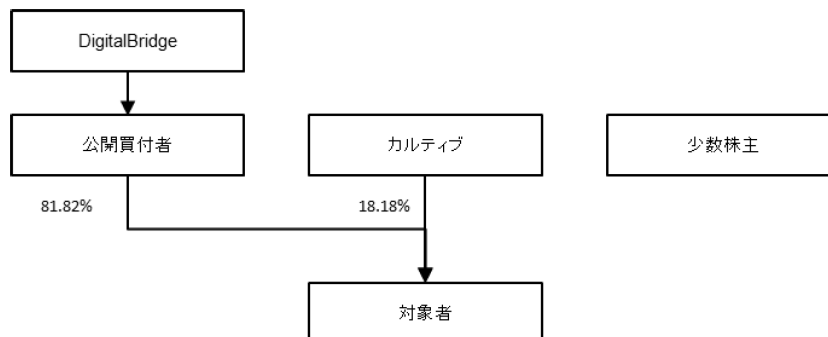 DigitalBridge
公開買付者
カルティブ
少数株主
81.82%
18.18%
対象者